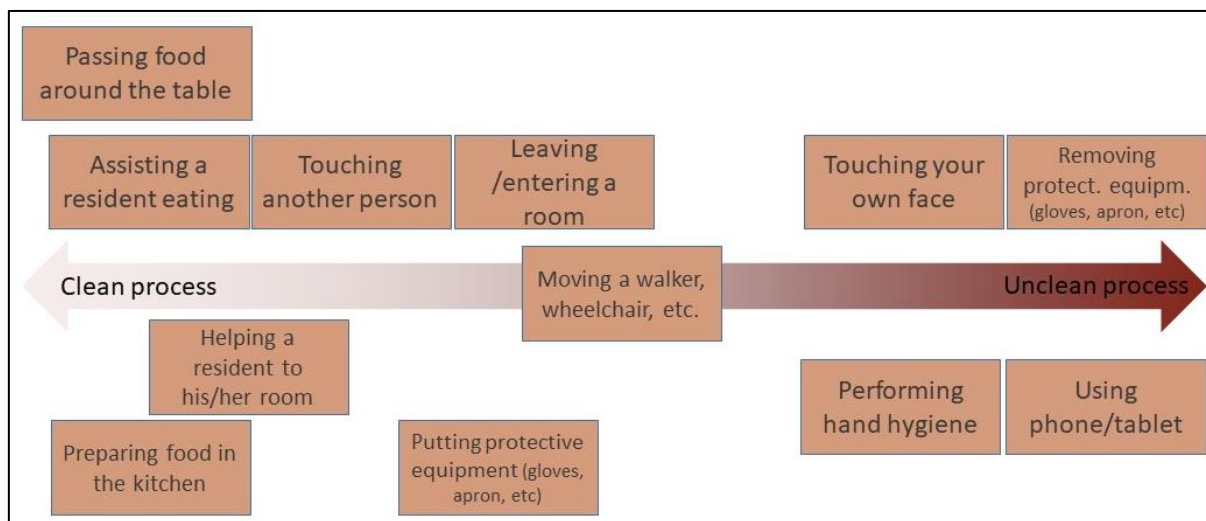 Passing food
around the table
Assisting a
resident eating
Touching
another person
Leaving
/entering a
room
Touching your
own face
Removing
protect. equipm.
(gloves, apron, etc)
Clean process
Moving a walker,
wheelchair, etc.
Unclean process
Helping a
resident to
his/her room
Performing
hand hygiene
Using
phone/tablet
Preparing food in
the kitchen
Putting protective
equipment (gloves,
apron, etc)